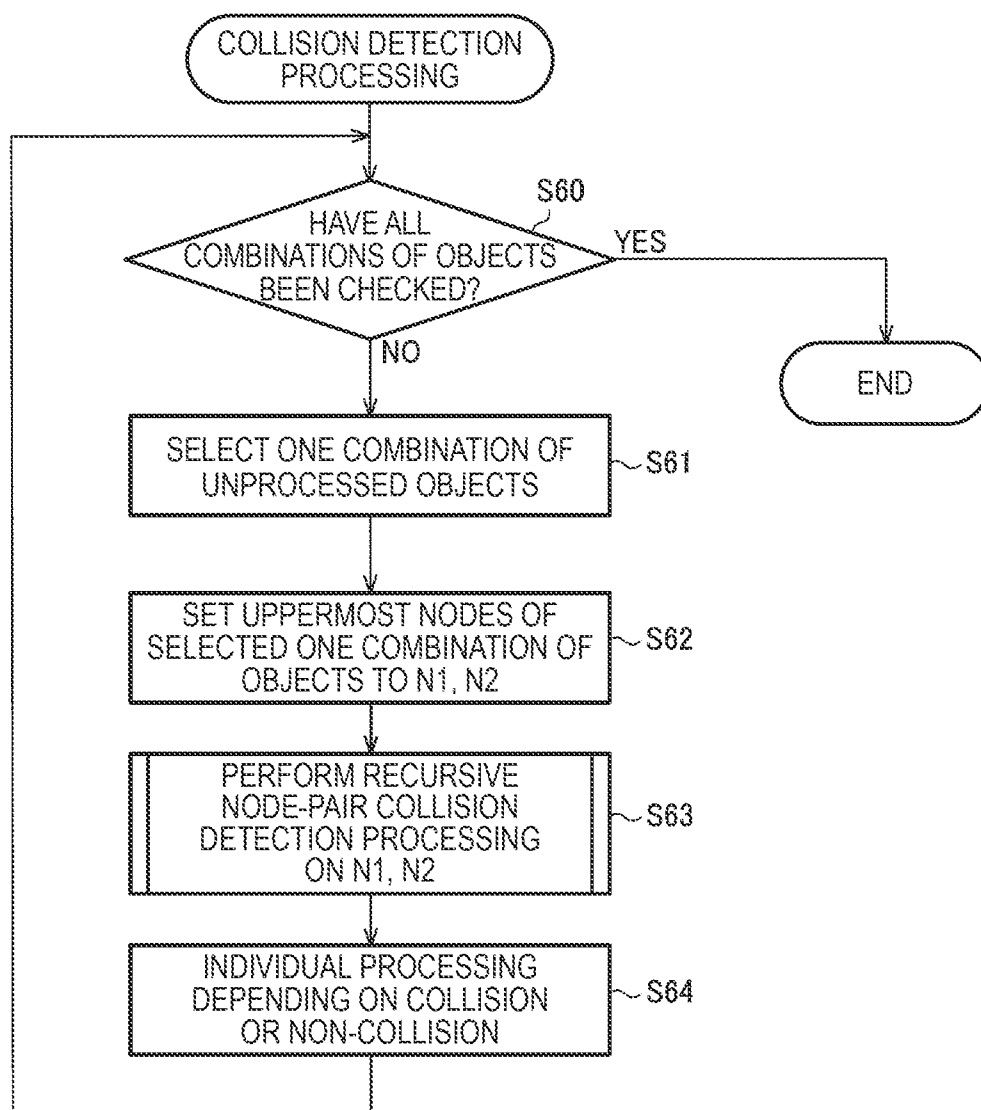 COLLISION DETECTION
PROCESSING
S60
HAVE ALL
COMBINATIONS OF OBJECTS
BEEN CHECKED?
YES
NO
END
SELECT ONE COMBINATION OF
UNPROCESSED OBJECTS
S61
SET UPPERMOST NODES OF
SELECTED ONE COMBINATION OF
OBJECTS TO N1, N2
S62
PERFORM RECURSIVE
NODE-PAIR COLLISION
DETECTION PROCESSING
ON N1, N2
S63
INDIVIDUAL PROCESSING
DEPENDING ON COLLISION
OR NON-COLLISION
S64